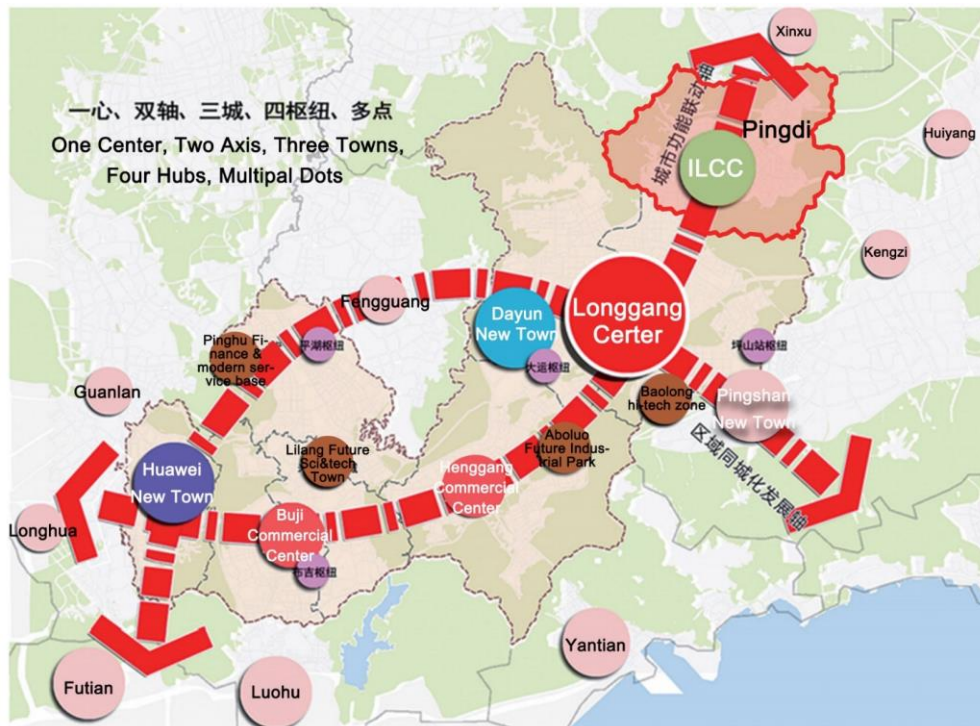 Xinxu
一心、双轴、三城、四枢纽、多点
One Center, Two Axis, Three Towns,
Four Hubs, Multipal Dots
城市功能联动轴
Pingdi
Huiyang
ILCC
Kengzi
Fengguang
Longgang
Certer
Dayun
New Town
Pinghu Fi-
nance &
modern ser-
vice base
平湖枢纽
坪山站枢纽
大运枢纽
Guanlan
Baolong
hi-tech zone
Pingshan
New Town
Aboluo
Future Indus-
trial Park
Lilang Future
Sci&tech
Town
Huawei
New Town
Henggang
Commercial
Center
区域同城化发展轴
Longhua
Buji
Commercial
Center
布吉枢纽
Yantian
Futian
Luohu